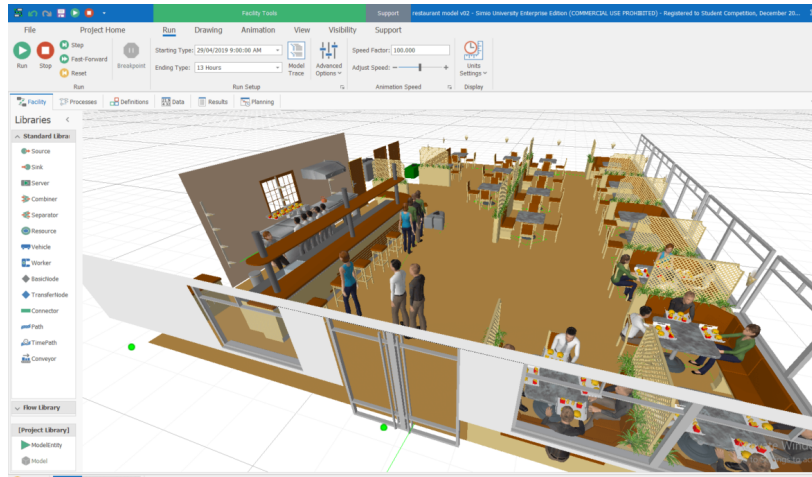 Facility Tools
Support
restaurant model v02 - Simio University Enterprise Edition (COMMERCIAL USE PROHIBITED) - Registered to Student Competition, December 20...
File
Project Home
Run
Drawing
Animation
View
Visibility
Support
Run
Stop
Step
Fast-Forward
Reset
Breakpoint
Starting Type: 29/04/2019 9:00:00 AM
Ending Type: 13 Hours
Model Trace
Advanced Options
Speed Factor: 100.000
Adjust Speed:
Units Settings
Run
Run Setup
Animation Speed
Display
Facility
Processes
Definitions
Data
Results
Planning
Libraries
Standard Libra
Source
Sink
Server
Combiner
Separator
Resource
Vehicle
Worker
BasicNode
TransferNode
Connector
Path
TimePath
Conveyor
Flow Library
[Project Library]
ModelEntity
Model